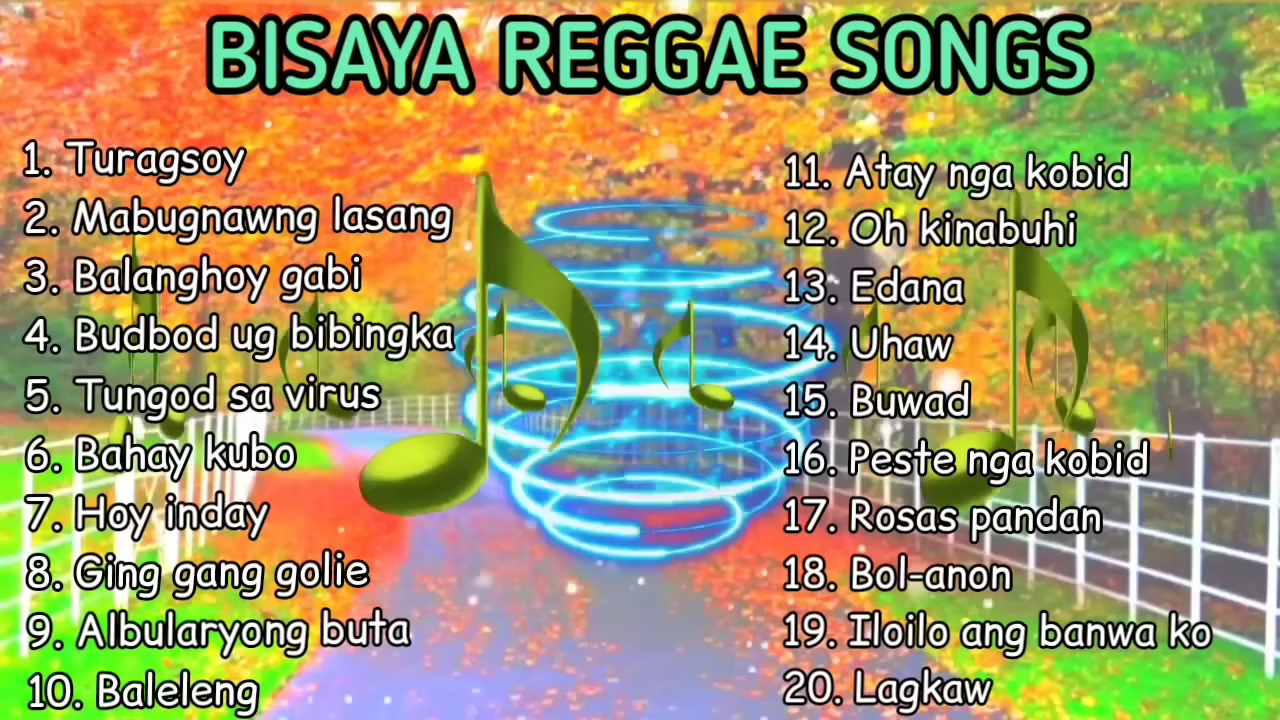 BISAYA REGGAE SONGS
1. Turagsoy
2. Mabugnawng lasang
3. Balanghoy gabi
4. Budbod ug bibingka
5. Tungod sa virus
6. Bahay kubo
7. Hoy inday
8. Ging gang golie
9. Albularyong buta
10. Baleleng
11. Atay nga kobid
12. Oh kinabuhi
13. Edana
14. Uhaw
15. Buwad
16. Peste nga kobid
17. Rosas pandan
18. Bol-anon
19. Iloilo ang banwa ko
20. Lagkaw